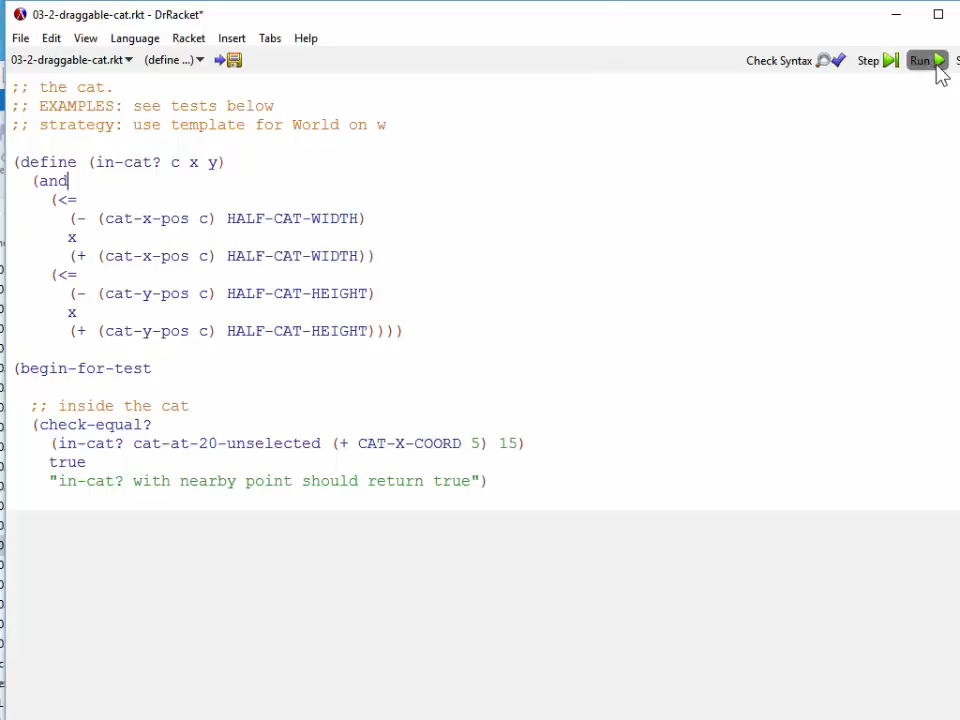 03-2-draggable-cat.rkt - DrRacket*
File Edit View Language Racket Insert Tabs Help
03-2-draggable-cat.rkt (define ...) Check Syntax Step Run
;; the cat.
;; EXAMPLES: see tests below
;; strategy: use template for World on w
(define (in-cat? c x y)
(and
(<=
(- (cat-x-pos c) HALF-CAT-WIDTH)
x
(+ (cat-x-pos c) HALF-CAT-WIDTH))
(<=
(- (cat-y-pos c) HALF-CAT-HEIGHT)
x
(+ (cat-y-pos c) HALF-CAT-HEIGHT))))
(begin-for-test
;; inside the cat
(check-equal?
(in-cat? cat-at-20-unselected (+ CAT-X-COORD 5) 15)
true
"in-cat? with nearby point should return true")